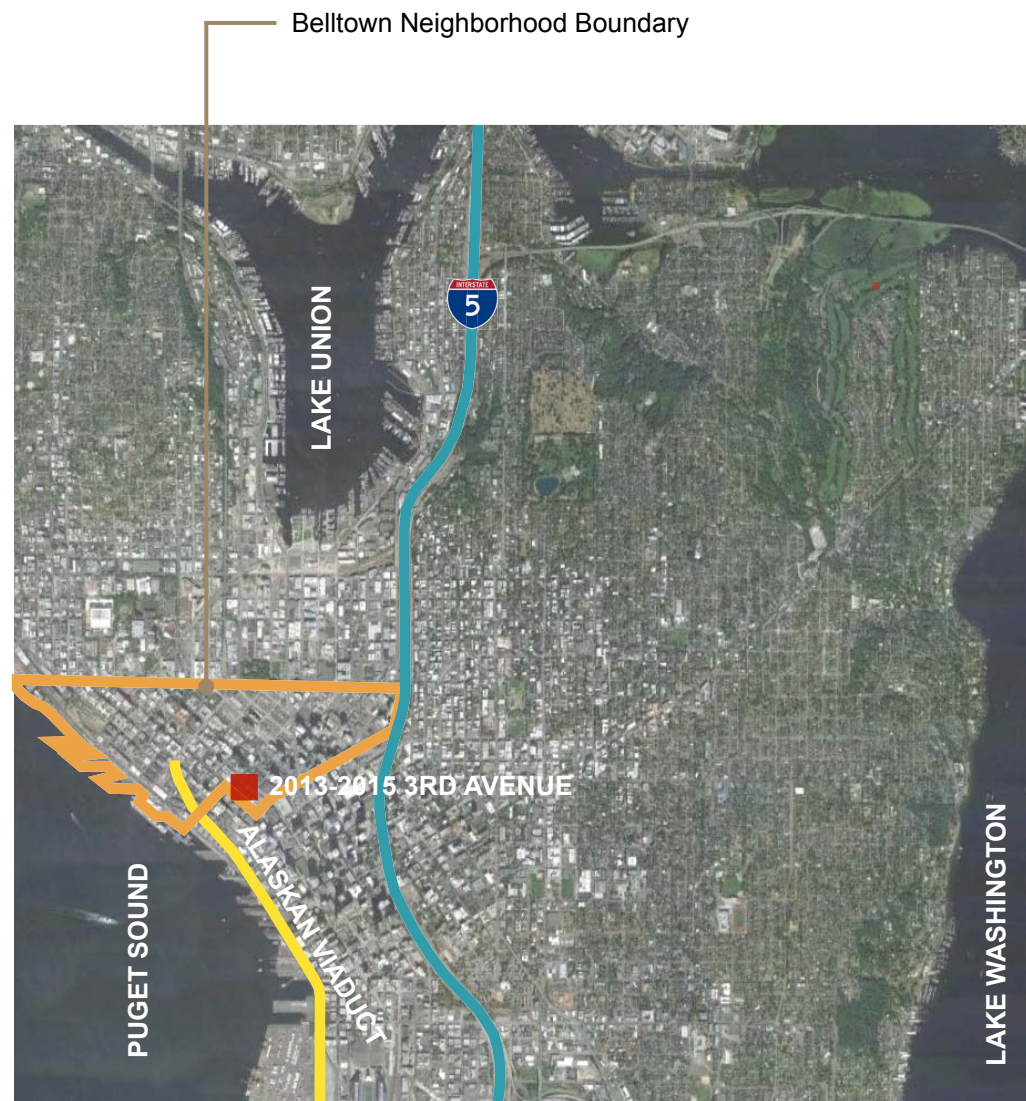 Belltown Neighborhood Boundary
LAKE UNION
INTERSTATE
5
2013-2015 3RD AVENUE
ALASKAN VIADUCT
PUGET SOUND
LAKE WASHINGTON